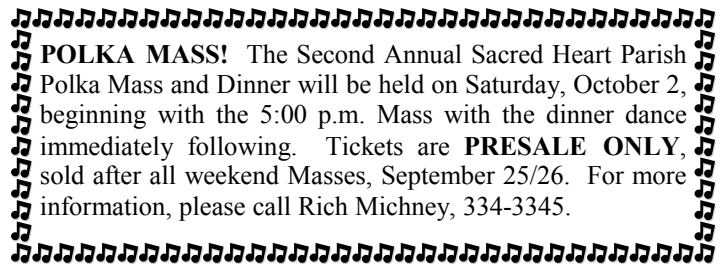 POLKA MASS! The Second Annual Sacred Heart Parish
Polka Mass and Dinner will be held on Saturday, October 2,
beginning with the 5:00 p.m. Mass with the dinner dance
immediately following. Tickets are PRESALE ONLY,
sold after all weekend Masses, September 25/26. For more
information, please call Rich Michney, 334-3345.